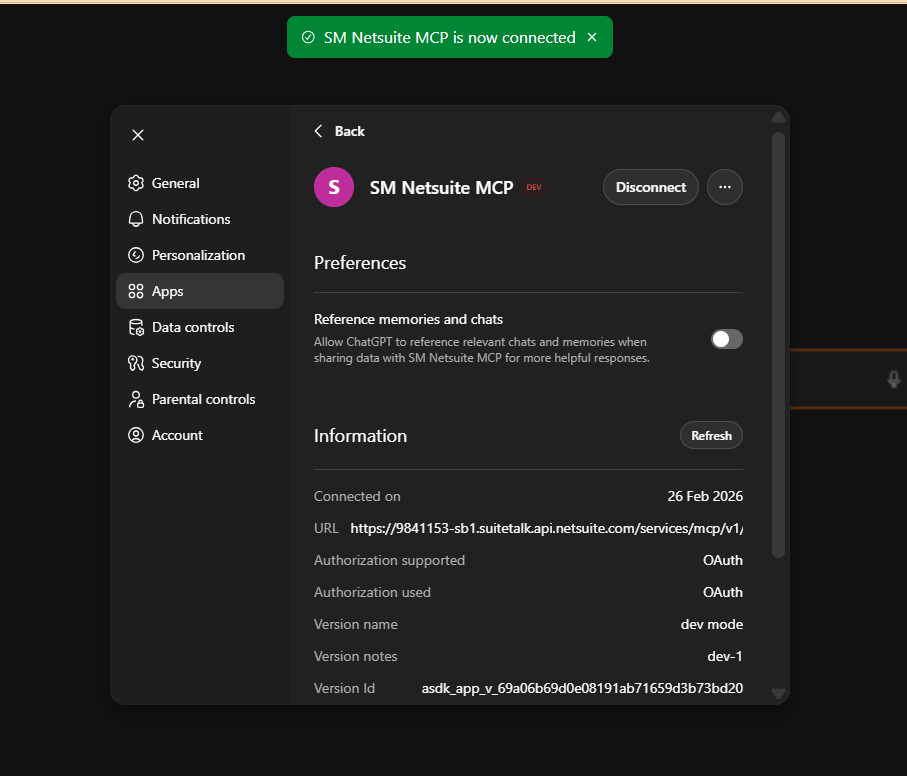 SM Netsuite MCP is now connected
Back
S
SM Netsuite MCP
DEV
Disconnect
General
Notifications
Personalization
Apps
Data controls
Security
Parental controls
Account
Preferences
Reference memories and chats
Allow ChatGPT to reference relevant chats and memories when
sharing data with SM Netsuite MCP for more helpful responses.
Information
Refresh
Connected on 26 Feb 2026
URL https://9841153-sb1.suitetalk.api.netsuite.com/services/mcp/v1/
Authorization supported OAuth
Authorization used OAuth
Version name dev mode
Version notes dev-1
Version Id asdk_app_v_69a06b69d0e08191ab71659d3b73bd20